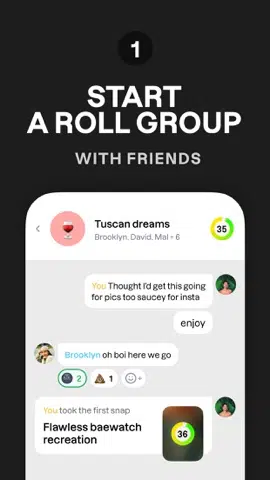 1
START
A ROLL GROUP
WITH FRIENDS
Tuscan dreams
Brooklyn, David, Mal + 6
35
You Thought I'd get this going
for pics too saucey for insta
enjoy
Brooklyn oh boi here we go
2
1
You took the first snap
Flawless baewatch
recreation
36